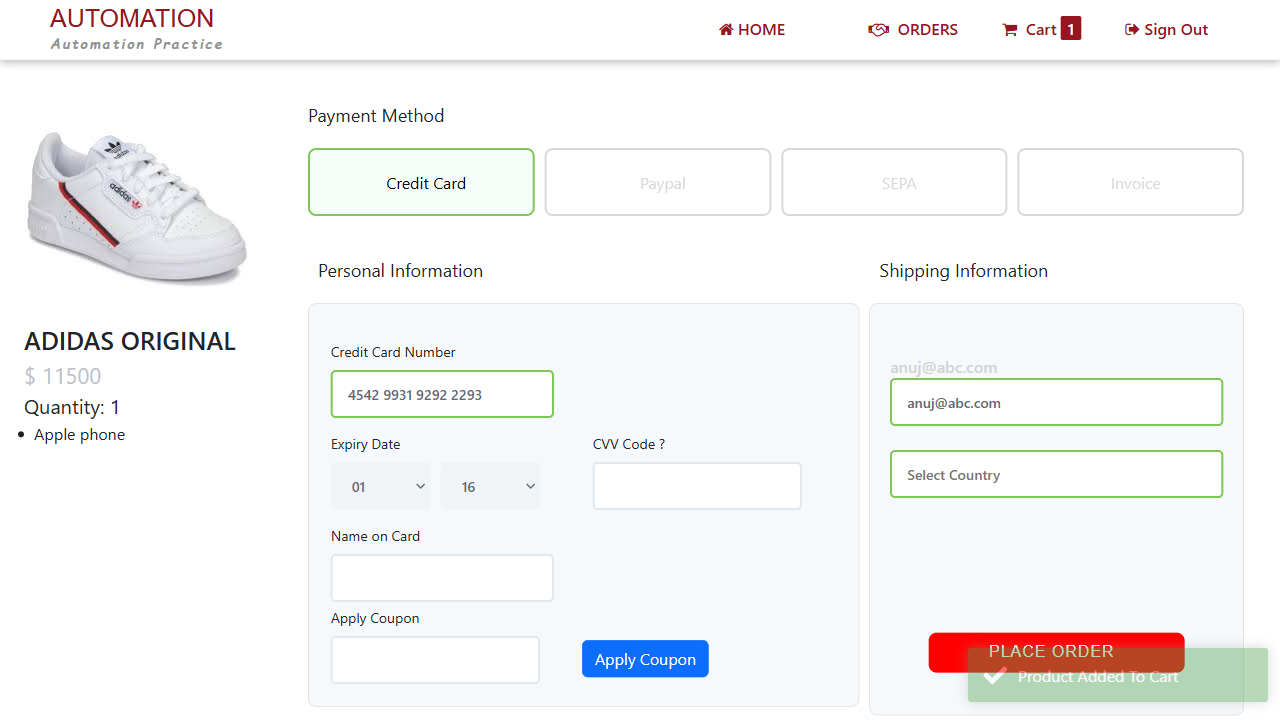 AUTOMATION
Automation Practice
HOME
ORDERS
Cart 1
Sign Out
Payment Method
Credit Card
Paypal
SEPA
Invoice
adidas
adidas
ADIDAS ORIGINAL
$ 11500
Quantity: 1
Apple phone
Personal Information
Credit Card Number
4542 9931 9292 2293
Expiry Date
CVV Code ?
01
16
Name on Card
Apply Coupon
Apply Coupon
Shipping Information
anuj@abc.com
anuj@abc.com
Select Country
PLACE ORDER
Product Added To Cart